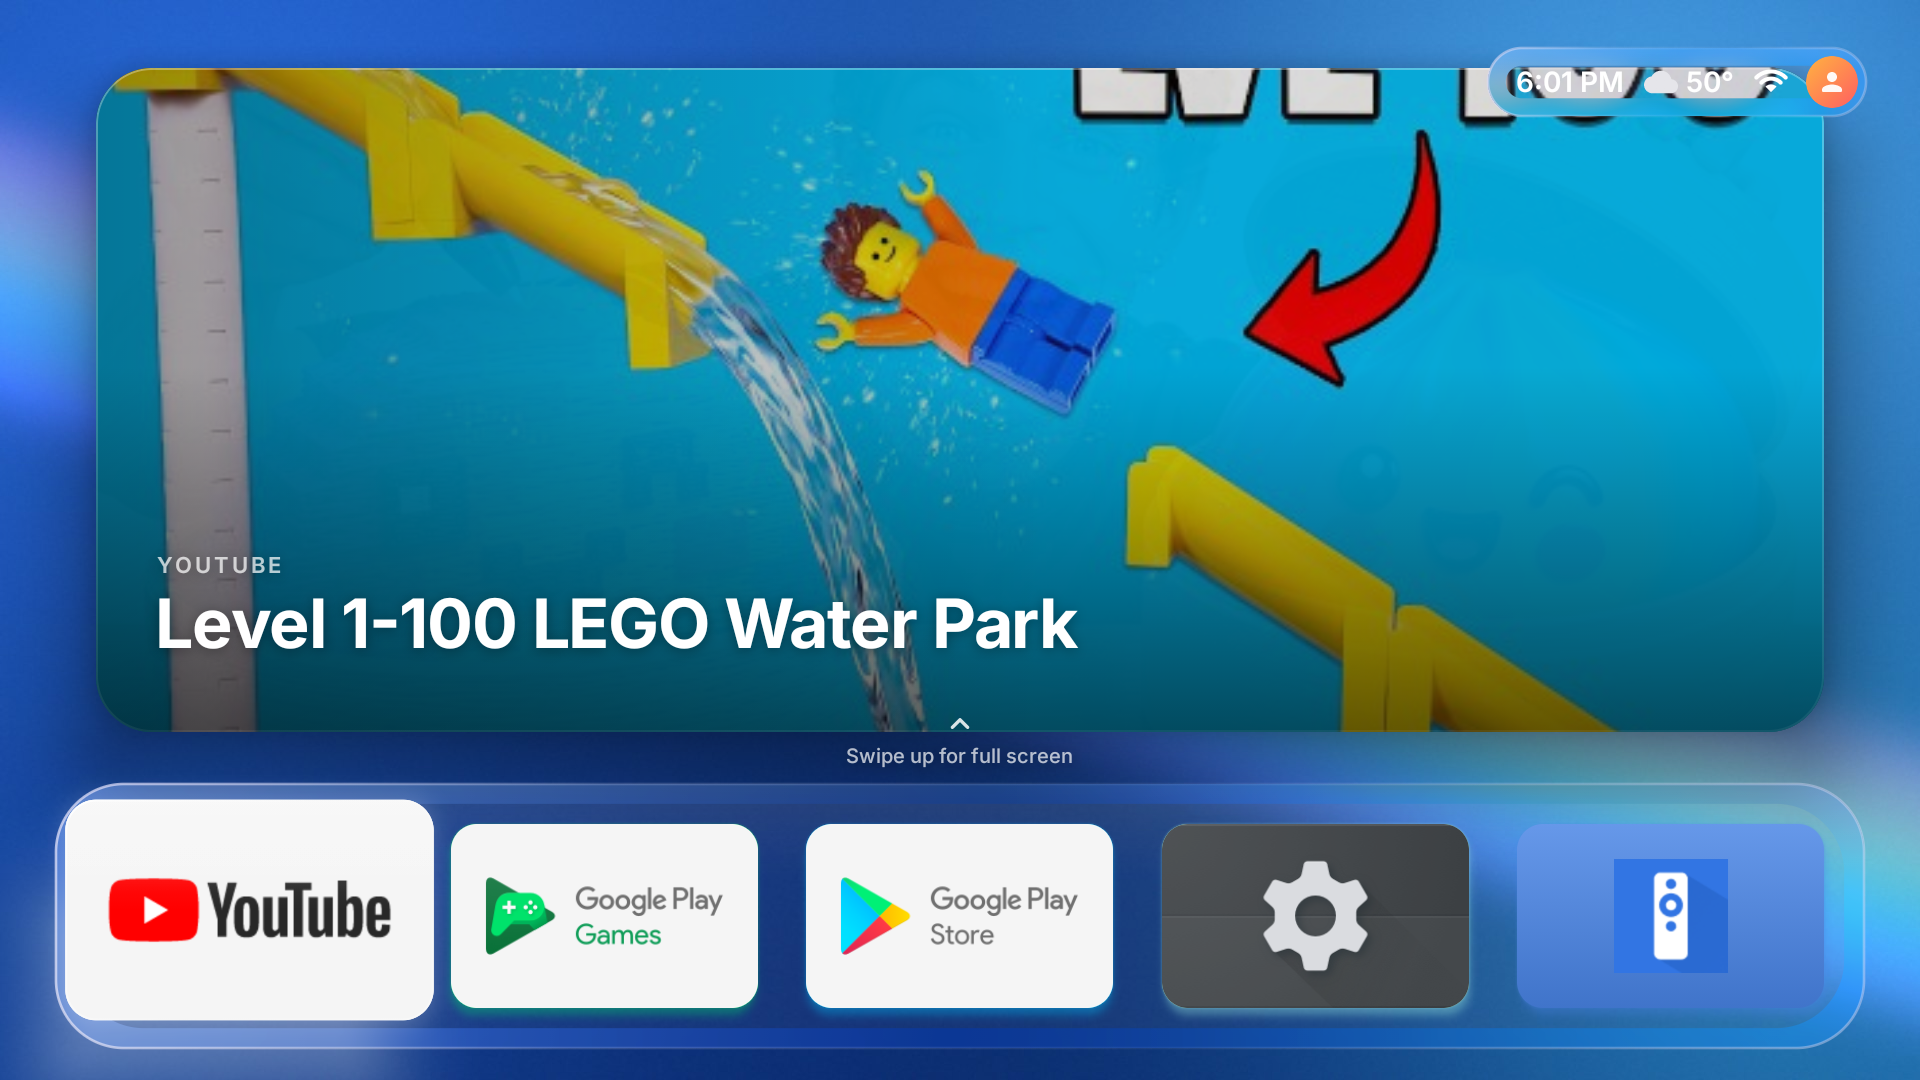 6:01 PM 50°
YOUTUBE
Level 1-100 LEGO Water Park
Swipe up for full screen
YouTube
Google Play
Games
Google Play
Store